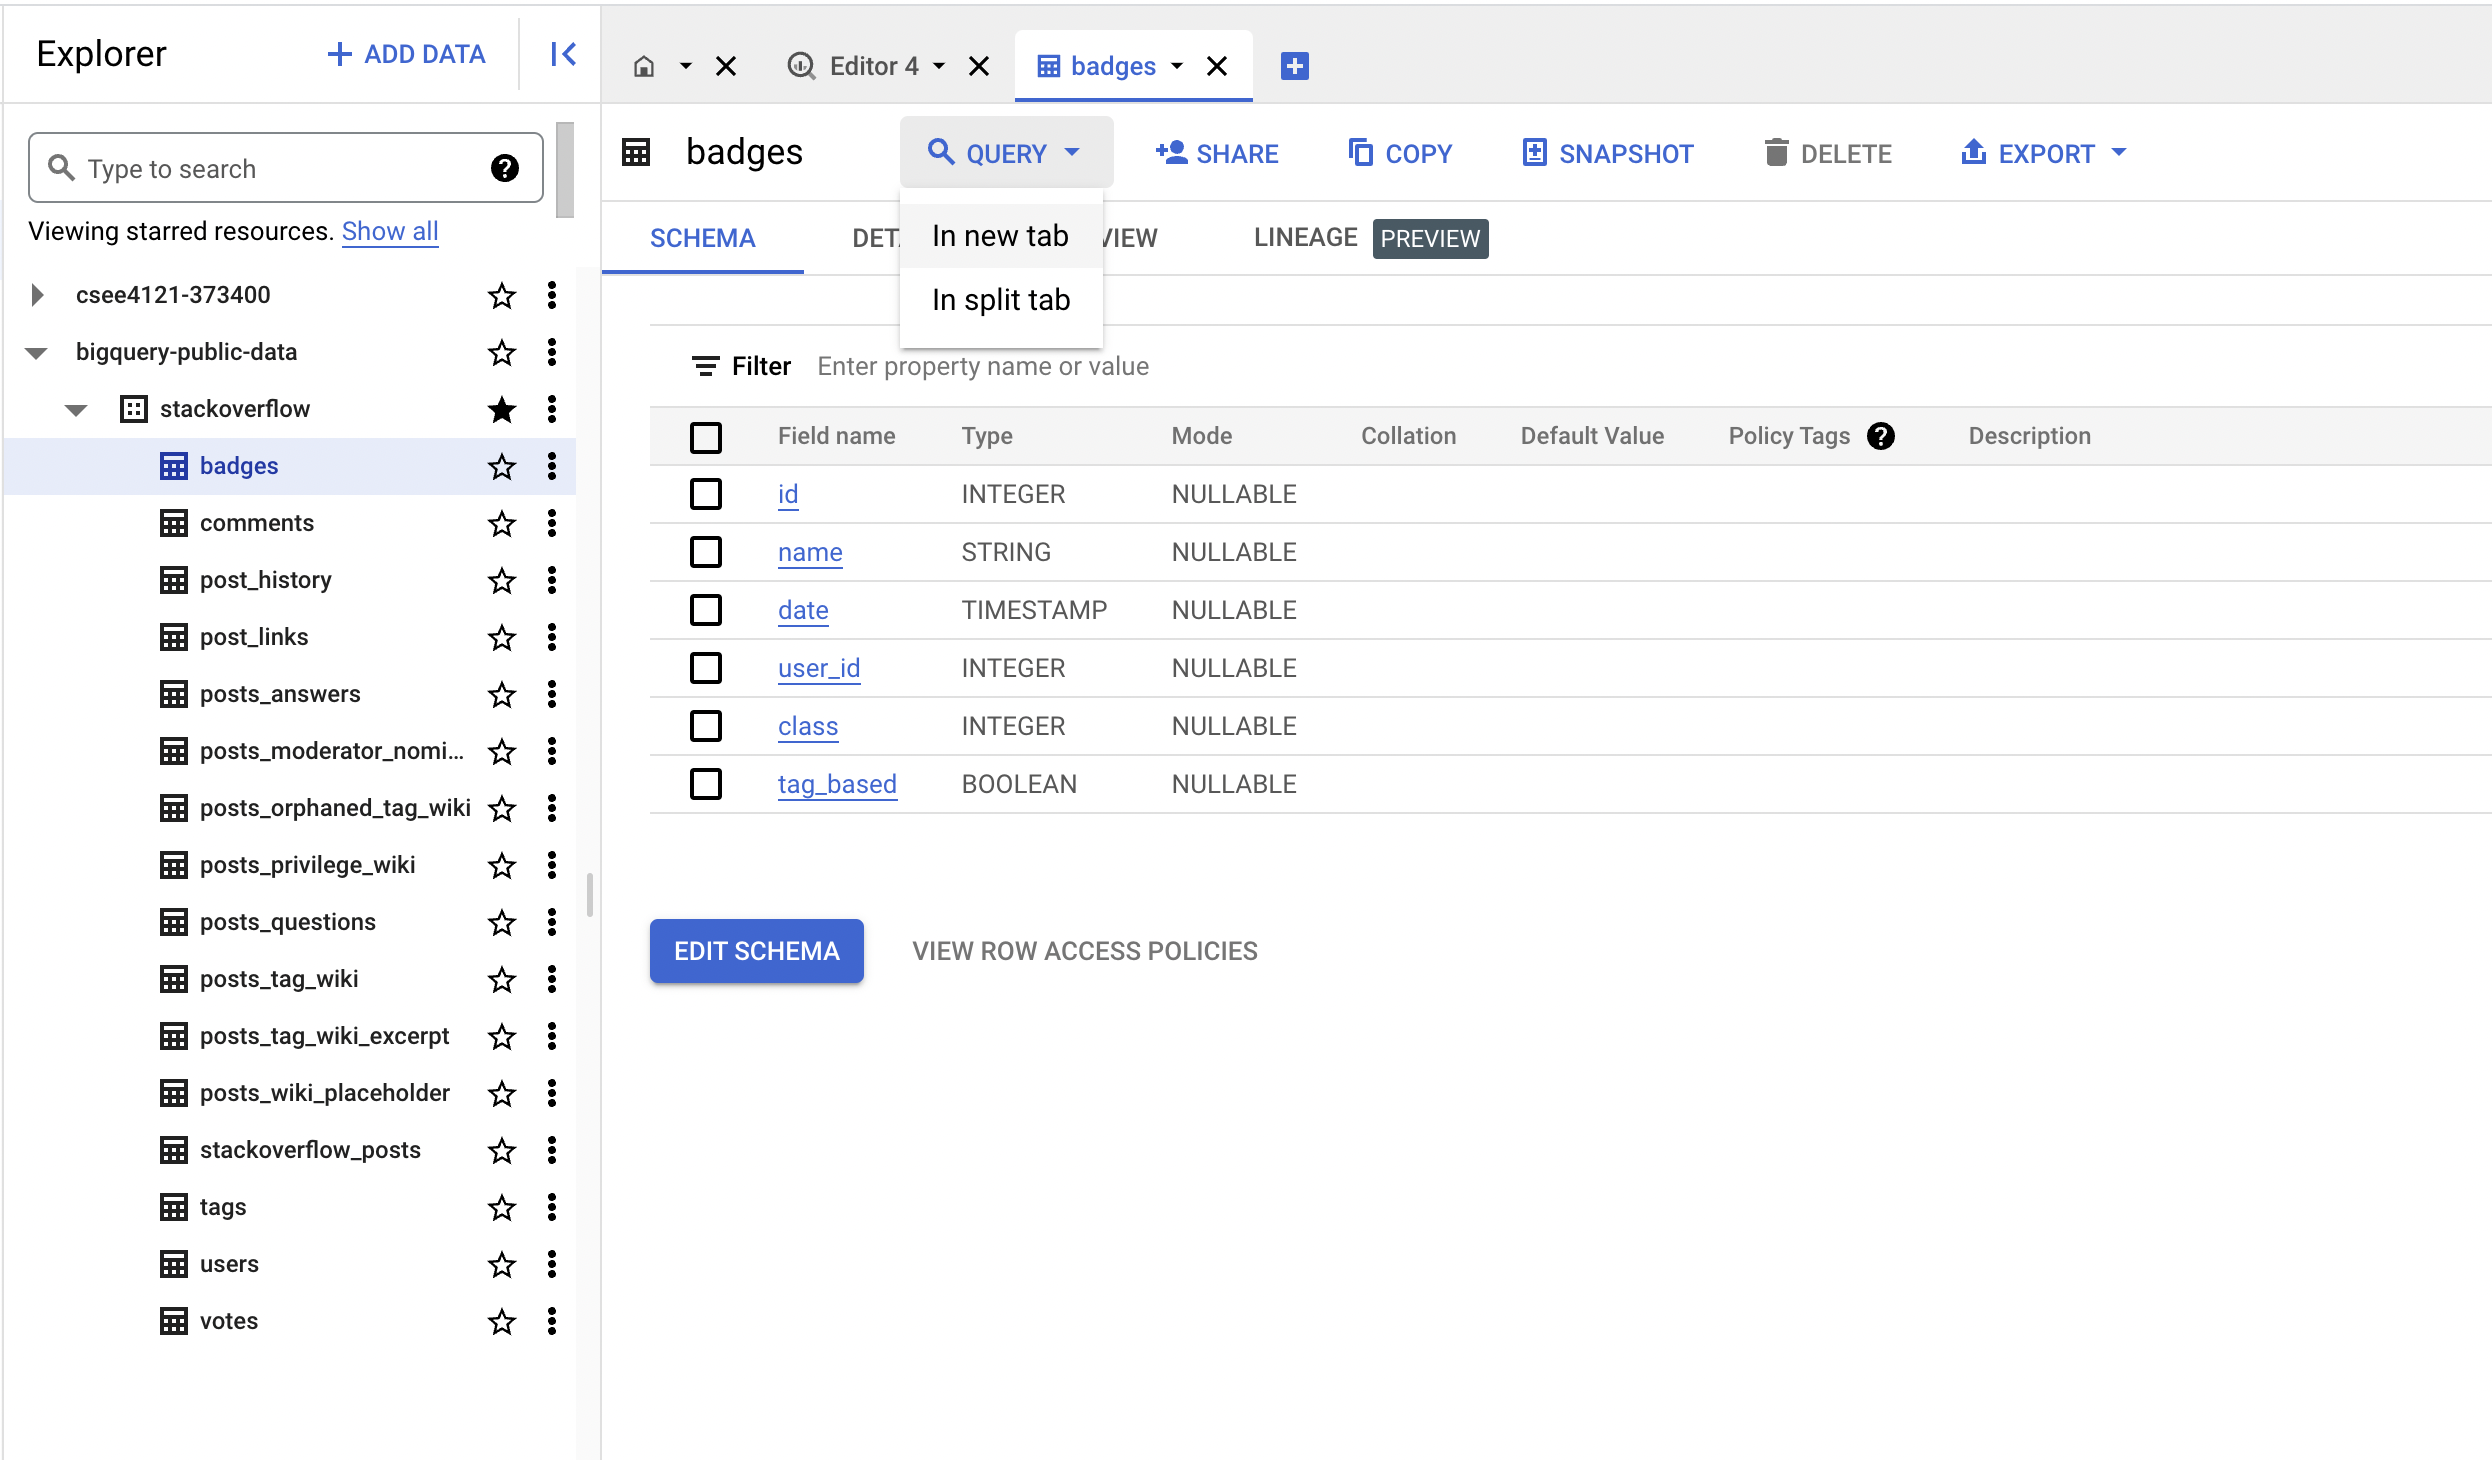 Explorer
+ ADD DATA
Type to search
Viewing starred resources. Show all
csee4121-373400
bigquery-public-data
stackoverflow
badges
comments
post_history
post_links
posts_answers
posts_moderator_nomi...
posts_orphaned_tag_wiki
posts_privilege_wiki
posts_questions
posts_tag_wiki
posts_tag_wiki_excerpt
posts_wiki_placeholder
stackoverflow_posts
tags
users
votes
Editor 4
badges
badges
QUERY
SHARE
COPY
SNAPSHOT
DELETE
EXPORT
In new tab
In split tab
SCHEMA
DETA
VIEW
LINEAGE PREVIEW
Filter Enter property name or value
Field name Type Mode Collation Default Value Policy Tags Description
id INTEGER NULLABLE
name STRING NULLABLE
date TIMESTAMP NULLABLE
user_id INTEGER NULLABLE
class INTEGER NULLABLE
tag_based BOOLEAN NULLABLE
EDIT SCHEMA VIEW ROW ACCESS POLICIES